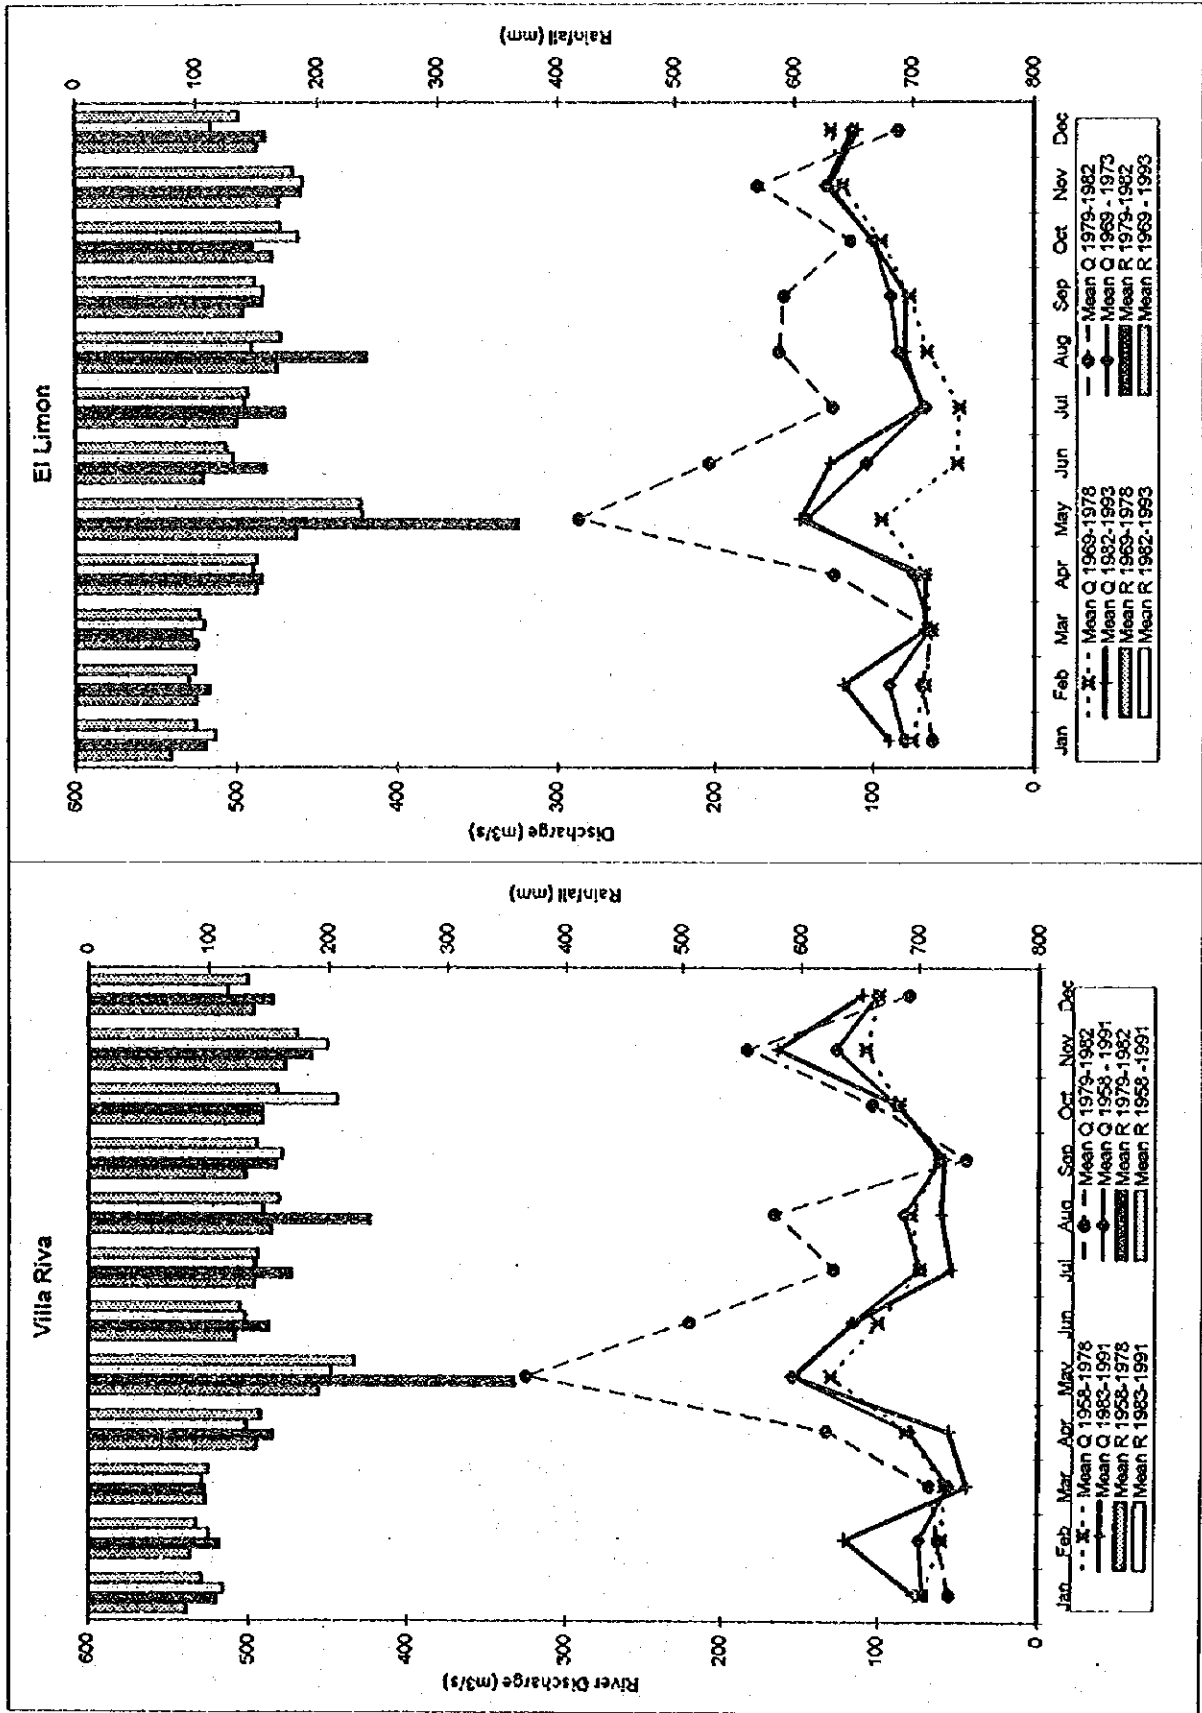 Villa Riva
River Discharge (m3/s)
600
500
400
300
200
100
0
Rainfall (mm)
0
100
200
300
400
500
600
700
800
Jan Feb Mar Apr May Jun Jul Aug Sep Oct Nov Dec
Mean Q 1958-1978
Mean Q 1979-1982
Mean Q 1983-1991
Mean Q 1958 - 1991
Mean R 1958-1978
Mean R 1979-1982
Mean R 1983-1991
Mean R 1958 -1991
El Limon
Discharge (m3/s)
600
500
400
300
200
100
0
Rainfall (mm)
0
100
200
300
400
500
600
700
800
Jan Feb Mar Apr May Jun Jul Aug Sep Oct Nov Dec
Mean Q 1969-1978
Mean Q 1979-1982
Mean Q 1982-1993
Mean Q 1969 - 1973
Mean R 1969-1978
Mean R 1979-1982
Mean R 1982-1993
Mean R 1969 - 1993